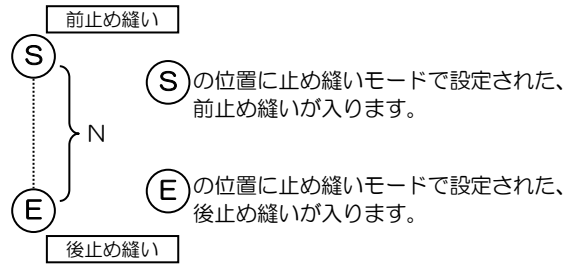 前止め縫い
S
Sの位置に止め縫いモードで設定された、
前止め縫いが入ります。
N
E
Eの位置に止め縫いモードで設定された、
後止め縫いが入ります。
後止め縫い